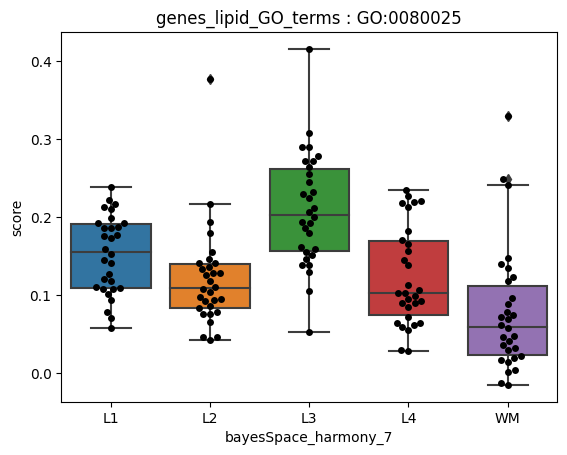 genes_lipid_GO_terms : GO:0080025
0.4
0.3
0.2
0.1
0.0
score
L1 L2 L3 L4 WM
bayesSpace_harmony_7